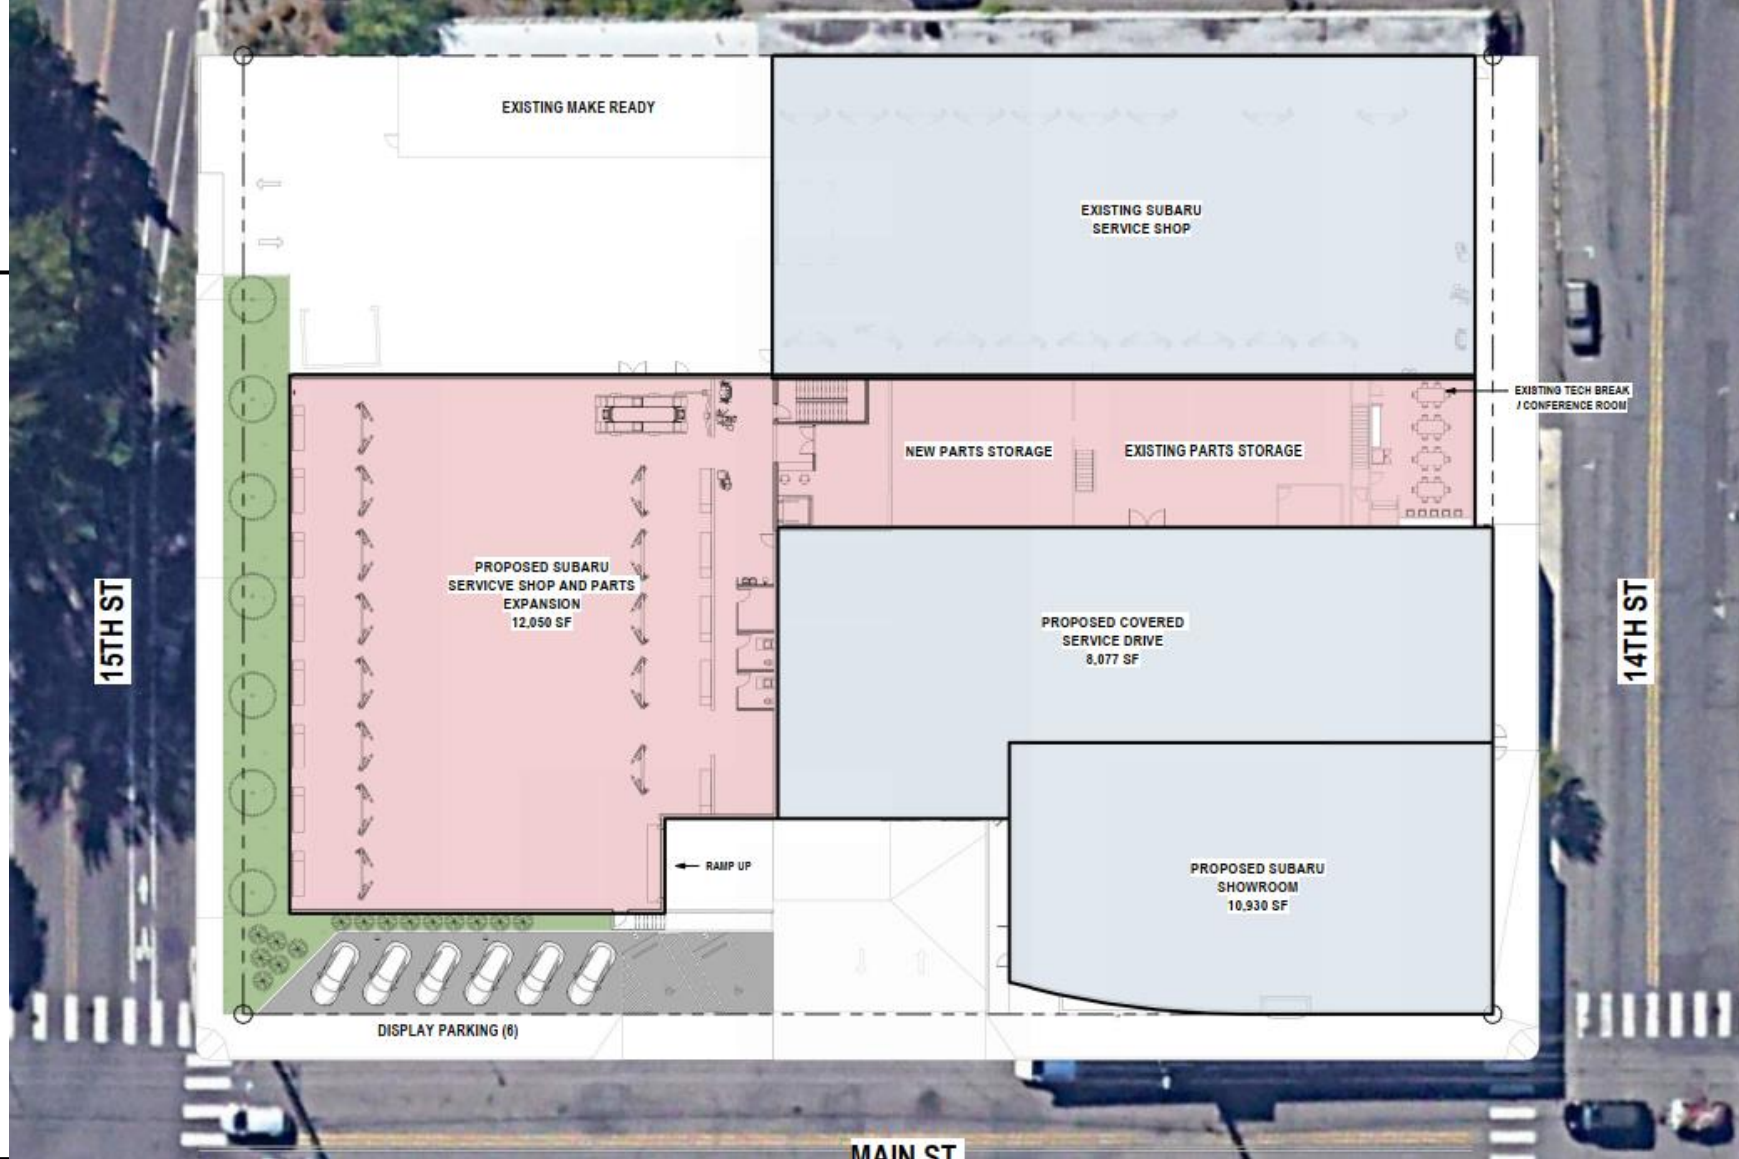 EXISTING MAKE READY
EXISTING SUBARU
SERVICE SHOP
EXISTING TECH BREAK
/ CONFERENCE ROOM
NEW PARTS STORAGE
EXISTING PARTS STORAGE
PROPOSED SUBARU
SERVICVE SHOP AND PARTS
EXPANSION
12,050 SF
PROPOSED COVERED
SERVICE DRIVE
8,077 SF
15TH ST
14TH ST
RAMP UP
PROPOSED SUBARU
SHOWROOM
10,930 SF
DISPLAY PARKING (6)
MAIN ST